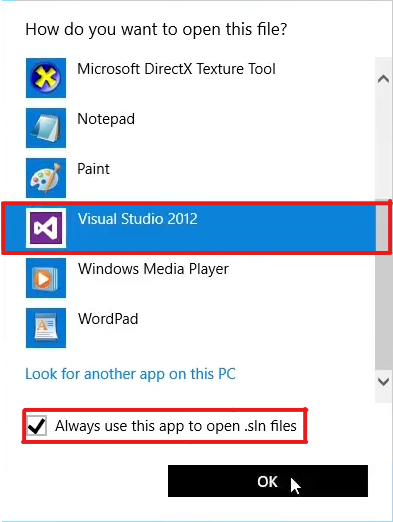 How do you want to open this file?
Microsoft DirectX Texture Tool
Notepad
Paint
Visual Studio 2012
Windows Media Player
WordPad
Look for another app on this PC
Always use this app to open .sln files
OK